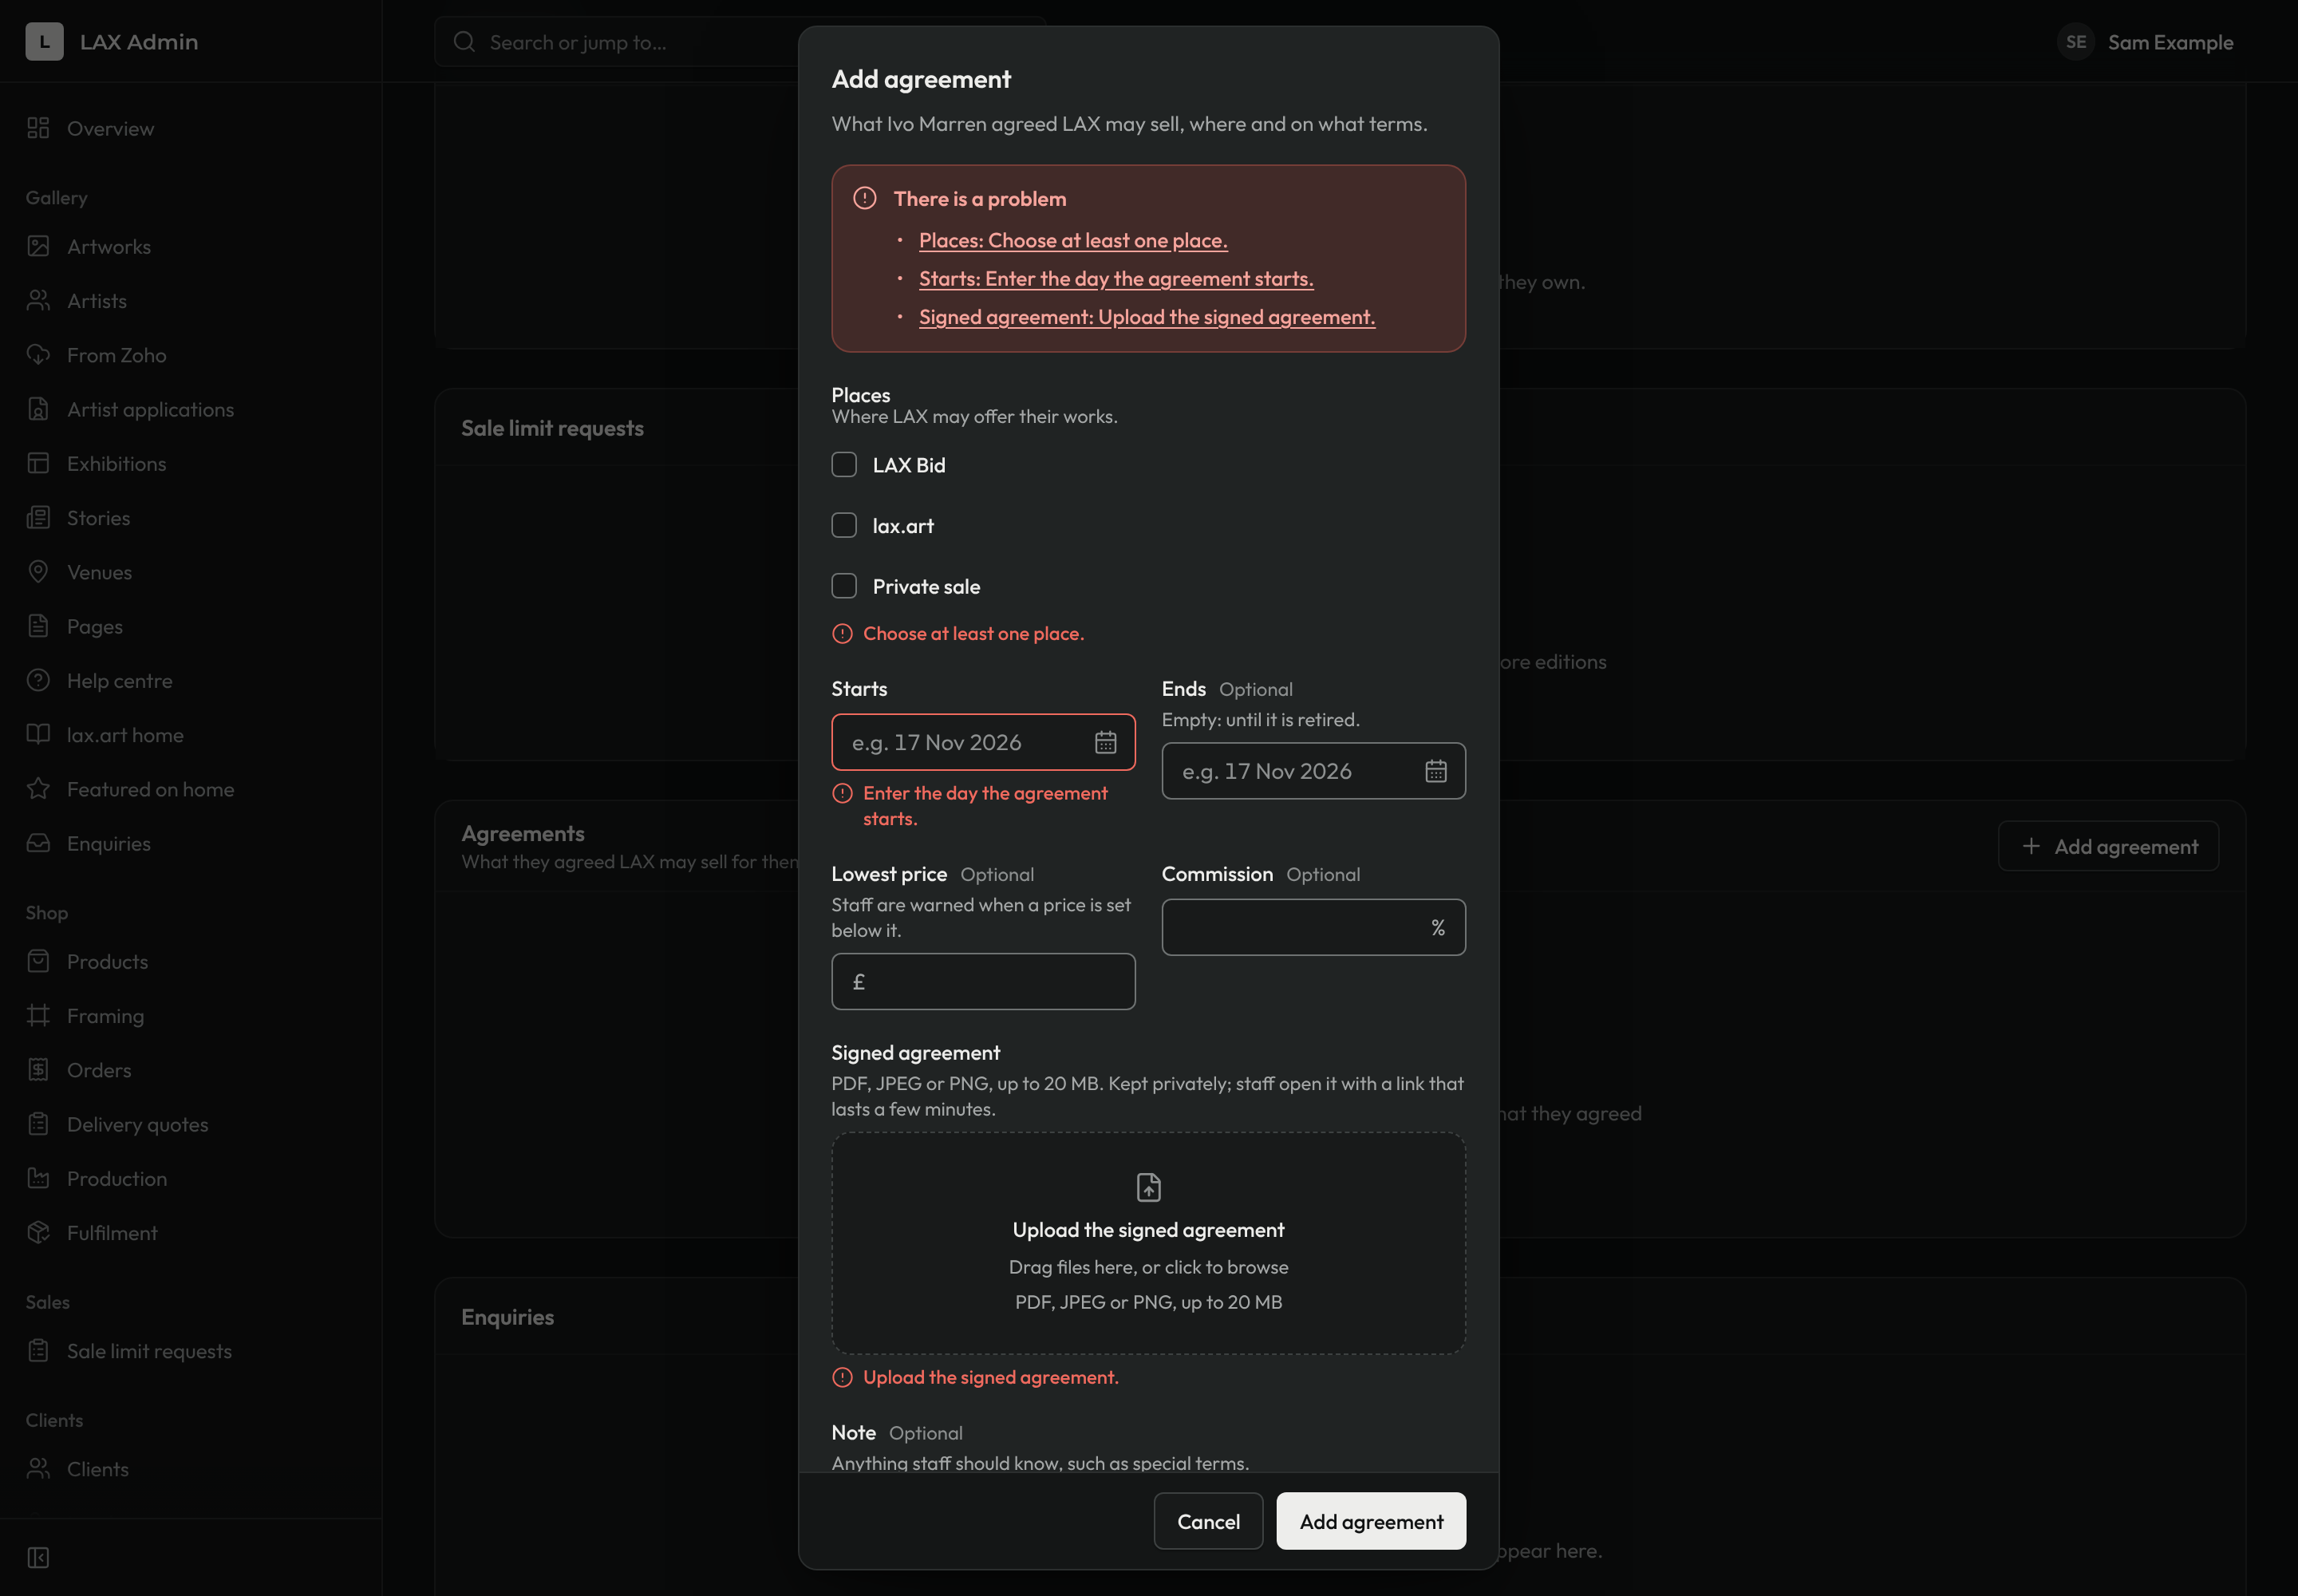 L
LAX Admin
Search or jump to...
SE
Sam Example
Overview
Gallery
Artworks
Artists
From Zoho
Artist applications
Exhibitions
Stories
Venues
Pages
Help centre
lax.art home
Featured on home
Enquiries
Shop
Products
Framing
Orders
Delivery quotes
Production
Fulfilment
Sales
Sale limit requests
Clients
Clients
they own.
Sale limit requests
ore editions
Agreements
What they agreed LAX may sell for them
Add agreement
hat they agreed
Enquiries
ppear here.
Add agreement
What Ivo Marren agreed LAX may sell, where and on what terms.
There is a problem
• Places: Choose at least one place.
• Starts: Enter the day the agreement starts.
• Signed agreement: Upload the signed agreement.
Places
Where LAX may offer their works.
LAX Bid
lax.art
Private sale
Choose at least one place.
Starts
e.g. 17 Nov 2026
Enter the day the agreement
starts.
Ends Optional
Empty: until it is retired.
e.g. 17 Nov 2026
Lowest price Optional
Staff are warned when a price is set
below it.
£
Commission Optional
%
Signed agreement
PDF, JPEG or PNG, up to 20 MB. Kept privately; staff open it with a link that
lasts a few minutes.
Upload the signed agreement
Drag files here, or click to browse
PDF, JPEG or PNG, up to 20 MB
Upload the signed agreement.
Note Optional
Anything staff should know, such as special terms.
Cancel
Add agreement